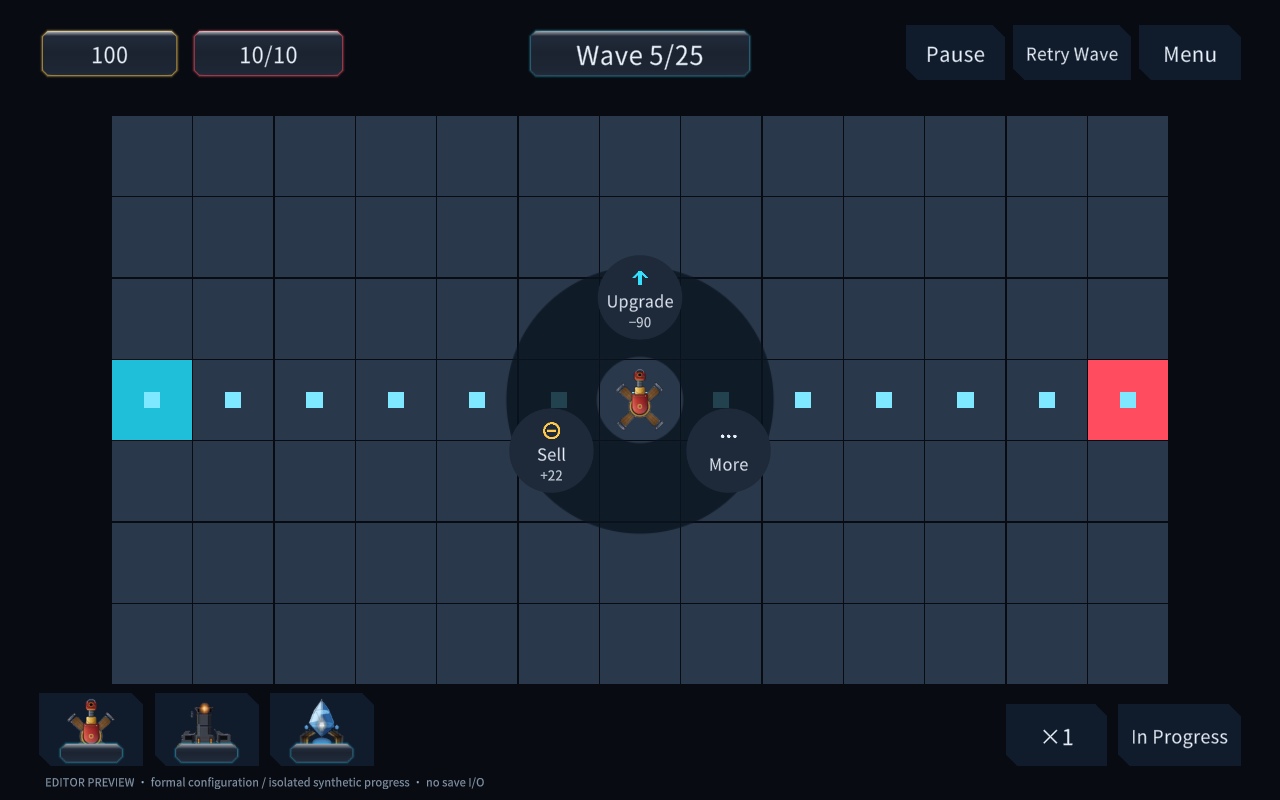 100
10/10
Wave 5/25
Pause
Retry Wave
Menu
Upgrade
−90
Sell
+22
...
More
×1
In Progress
EDITOR PREVIEW · formal configuration / isolated synthetic progress · no save I/O